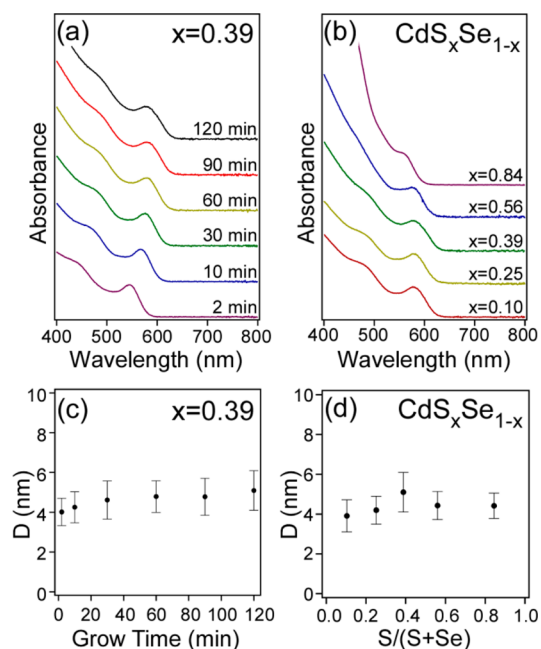 (a) x=0.39
120 min
90 min
60 min
30 min
10 min
2 min
Absorbance
400 500 600 700 800
Wavelength (nm)
(b) CdSₓSe₁₋ₓ
x=0.84
x=0.56
x=0.39
x=0.25
x=0.10
Absorbance
400 500 600 700 800
Wavelength (nm)
(c) x=0.39
10
8
6
4
2
0
D (nm)
0 20 40 60 80 100 120
Grow Time (min)
(d) CdSₓSe₁₋ₓ
10
8
6
4
2
0
D (nm)
0.0 0.2 0.4 0.6 0.8 1.0
S/(S+Se)